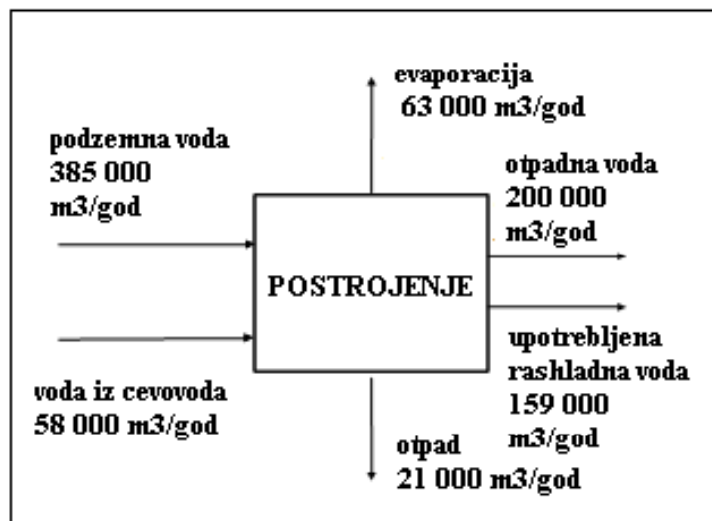 evaporacija
63 000 m3/god
podzemna voda
385 000
m3/god
otpadna voda
200 000
m3/god
POSTROJENJE
voda iz cevovoda
58 000 m3/god
upotrebljena
rashladna voda
159 000
m3/god
otpad
21 000 m3/god